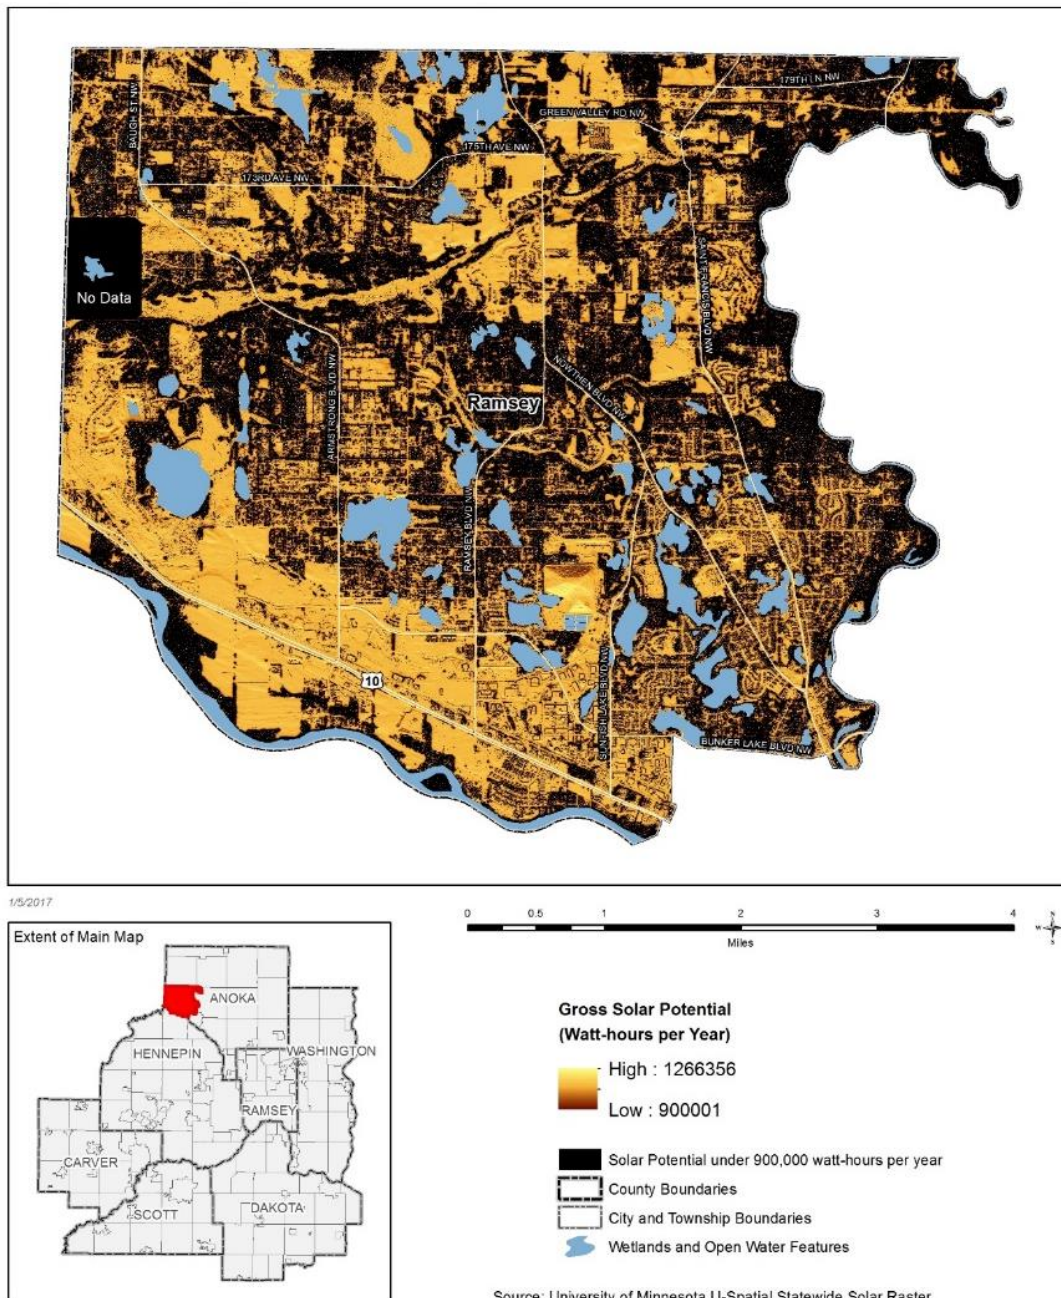 179TH LN NW
GREEN VALLEY RD NW
BAUGH ST NW
175TH AVE NW
173RD AVE NW
No Data
SAINT FRANCIS BLVD NW
ARMSTRONG BLVD NW
NOWTHEN BLVD NW
Ramsey
RAMSEY BLVD NW
10
SUNFISH LAKE BLVD NW
BUNKER LAKE BLVD NW
1/5/2017
0 0.5 1 2 3 4
Miles
N
W
S
Extent of Main Map
ANOKA
HENNEPIN
WASHINGTON
RAMSEY
CARVER
SCOTT
DAKOTA
Gross Solar Potential
(Watt-hours per Year)
High : 1266356
Low : 900001
Solar Potential under 900,000 watt-hours per year
County Boundaries
City and Township Boundaries
Wetlands and Open Water Features
Source: University of Minnesota U-Spatial Statewide Solar Raster